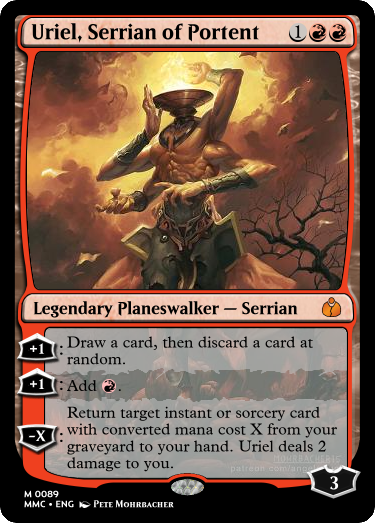 Uriel, Serrian of Portent 1
Legendary Planeswalker — Serrian
+1: Draw a card, then discard a card at
random.
+1: Add .
-X: Return target instant or sorcery card
with converted mana cost X from your
graveyard to your hand. Uriel deals 2
damage to you.
3
M 0089
MMC • ENG Pete Mohrbacher